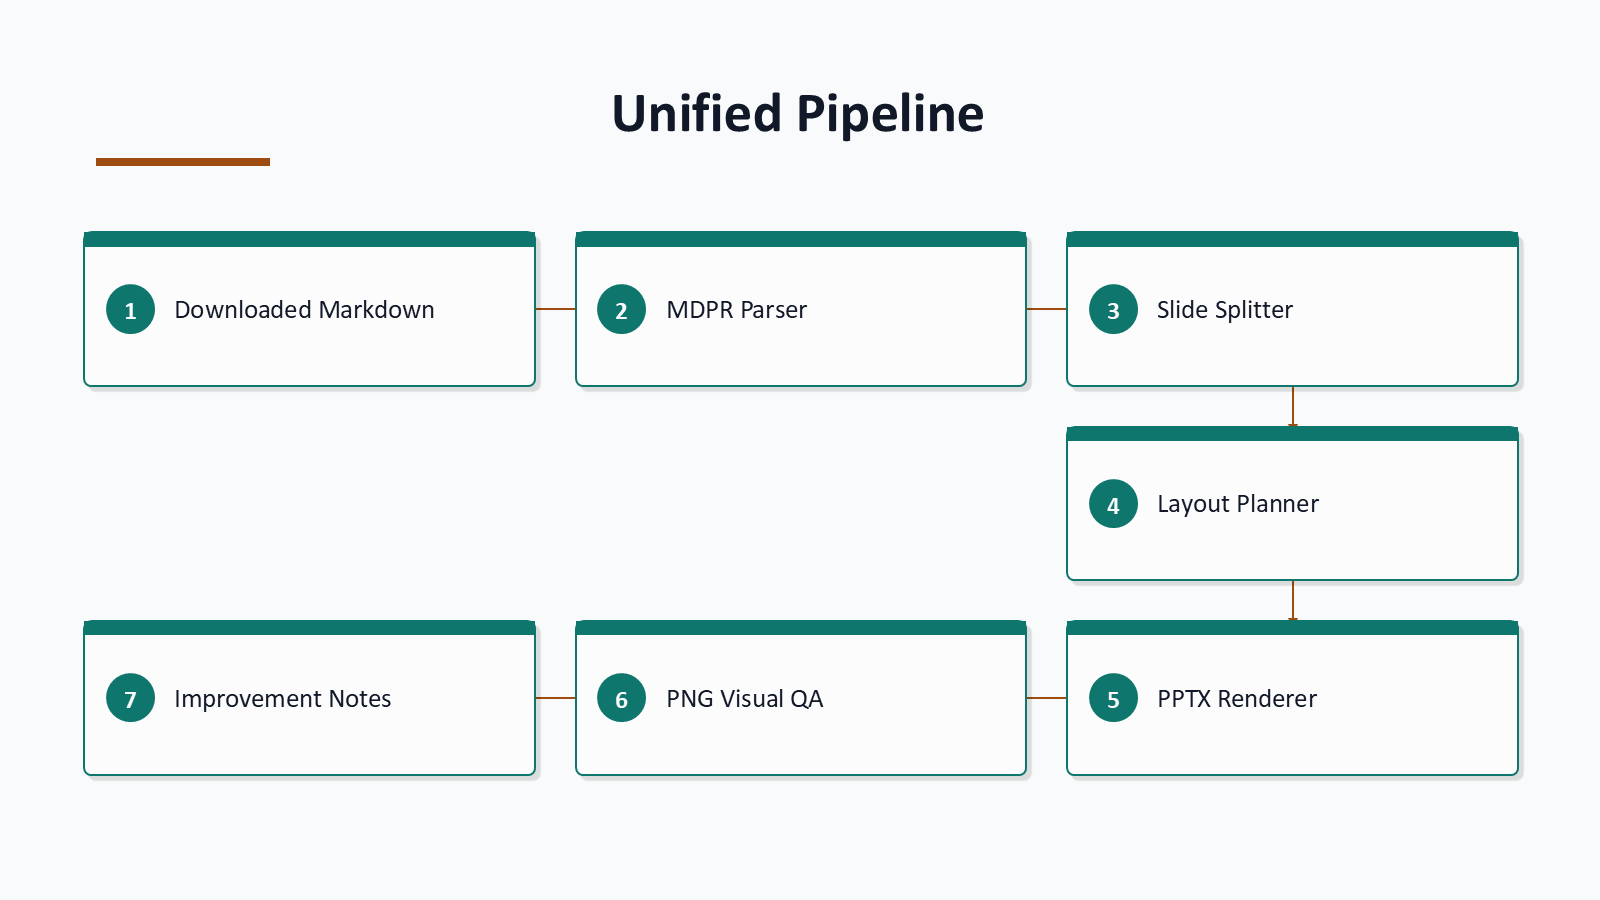 Unified Pipeline
1 Downloaded Markdown
2 MDPR Parser
3 Slide Splitter
4 Layout Planner
5 PPTX Renderer
6 PNG Visual QA
7 Improvement Notes